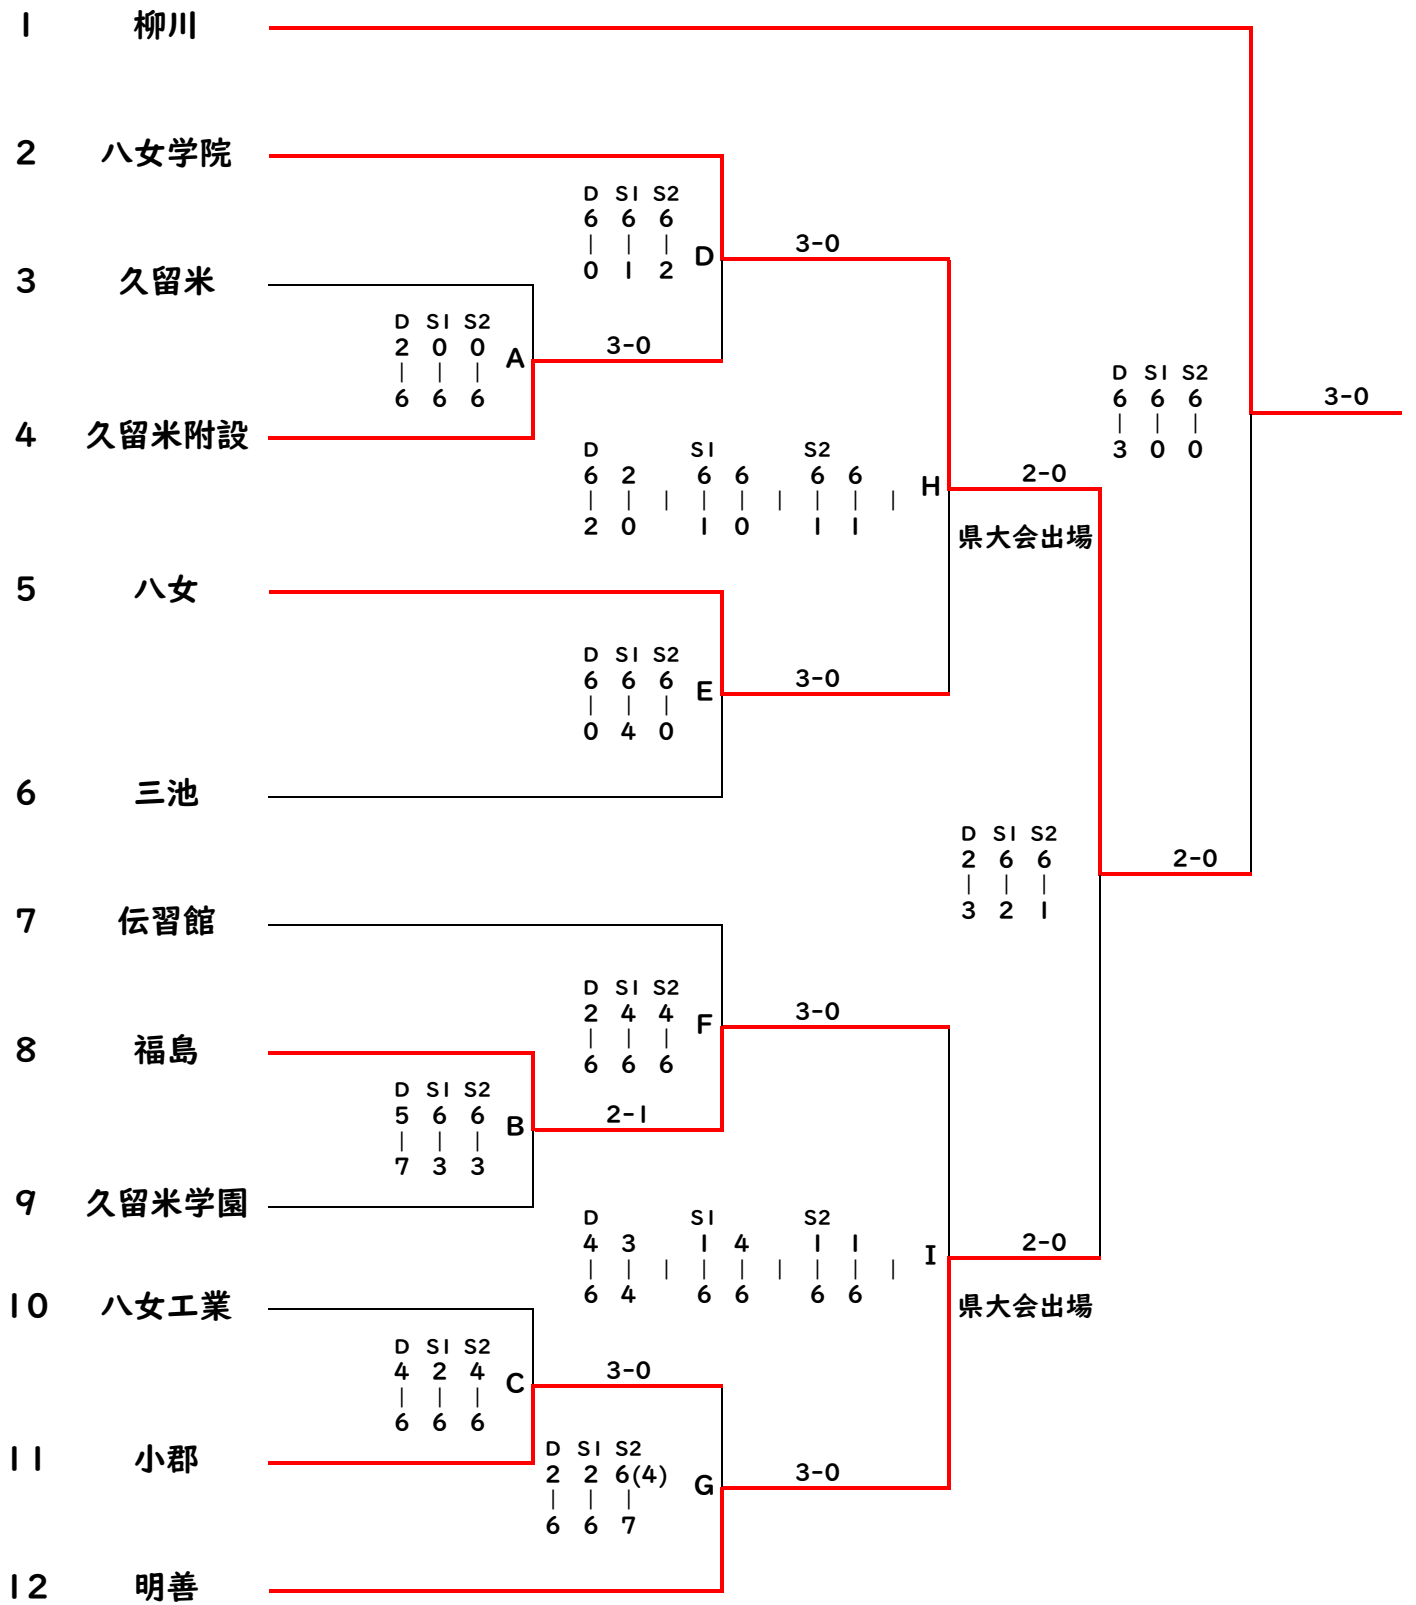 1 柳川
2 八女学院
D S1 S2
6 6 6
| | |
0 1 2
D
3-0
3 久留米
D S1 S2
2 0 0
| | |
6 6 6
A
3-0
4 久留米附設
D S1 S2
6 6 6
| | |
3 0 0
3-0
D S1 S2
6 2 6 6 6 6
| | | | | | | | |
2 0 1 0 1 1
H
2-0
県大会出場
5 八女
D S1 S2
6 6 6
| | |
0 4 0
E
3-0
6 三池
D S1 S2
2 6 6
| | |
3 2 1
2-0
7 伝習館
D S1 S2
2 4 4
| | |
6 6 6
F
3-0
8 福島
D S1 S2
5 6 6
| | |
7 3 3
B
2-1
9 久留米学園
D S1 S2
4 3 1 4 1 1
| | | | | | | | |
6 4 6 6 6 6
I
2-0
県大会出場
10 八女工業
D S1 S2
4 2 4
| | |
6 6 6
C
3-0
11 小郡
D S1 S2
2 2 6(4)
| | |
6 6 7
G
3-0
12 明善